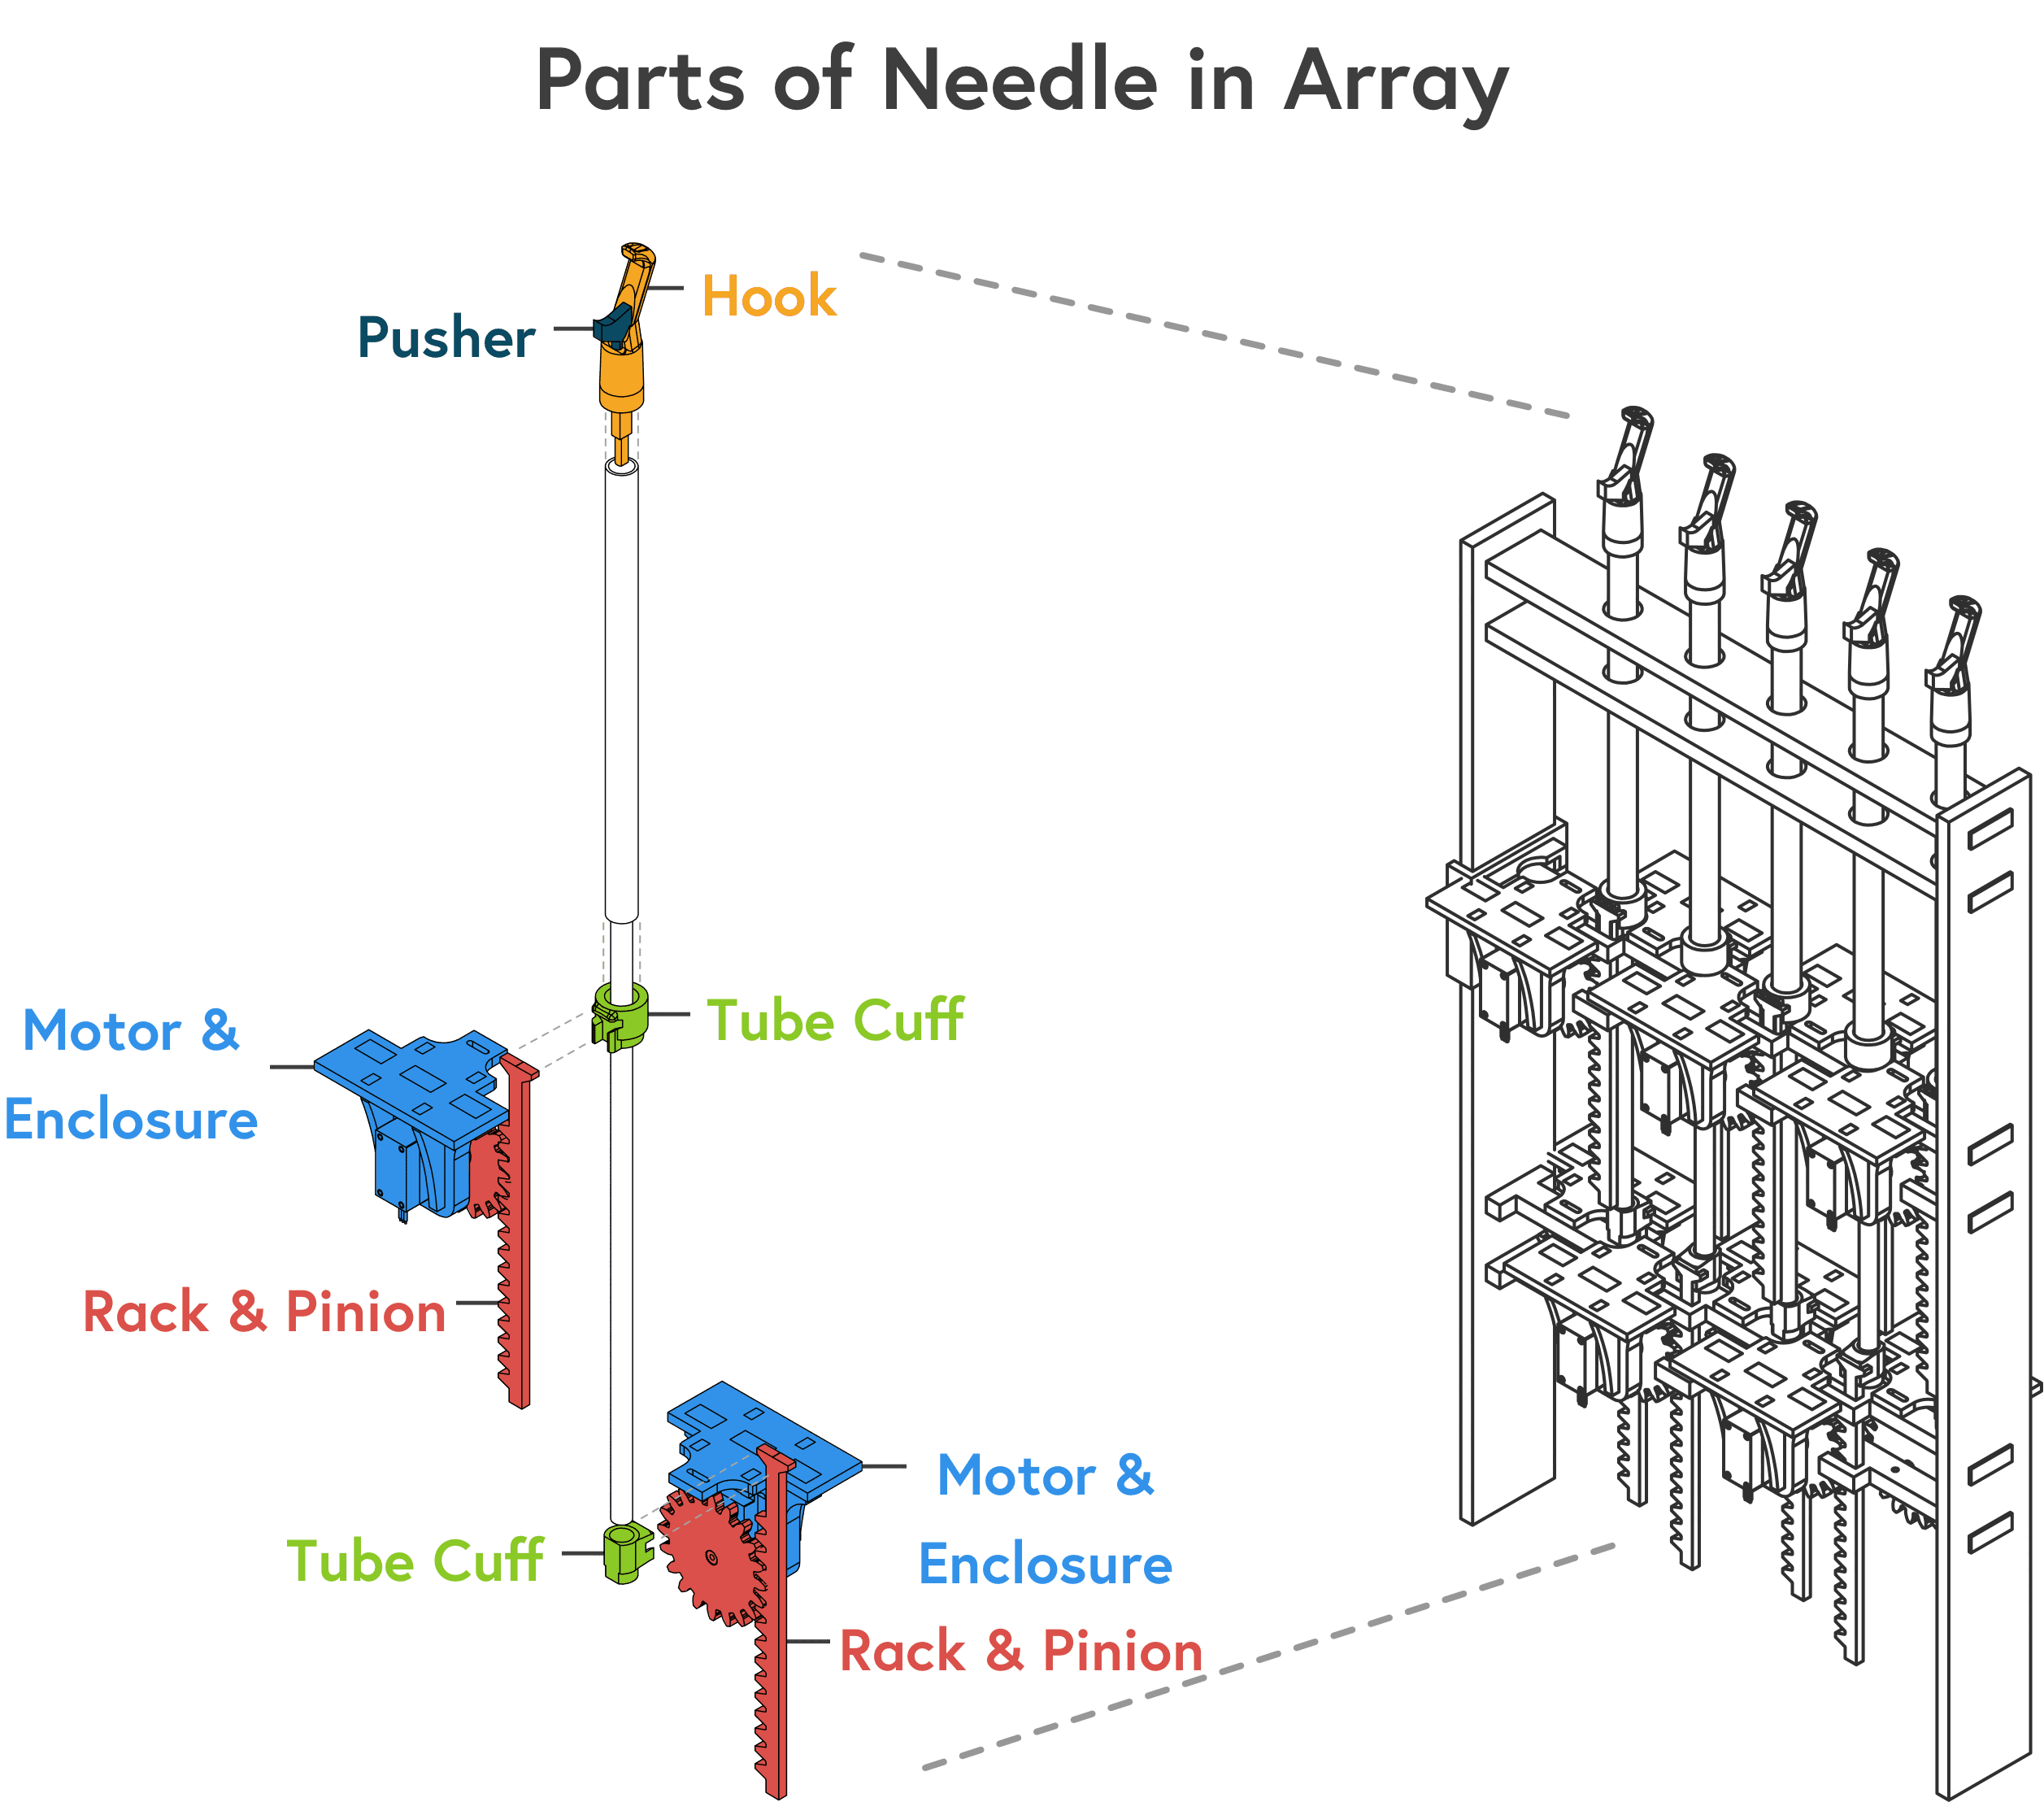 Parts of Needle in Array
Hook
Pusher
Motor &
Enclosure
Tube Cuff
Rack & Pinion
Motor &
Enclosure
Tube Cuff
Rack & Pinion